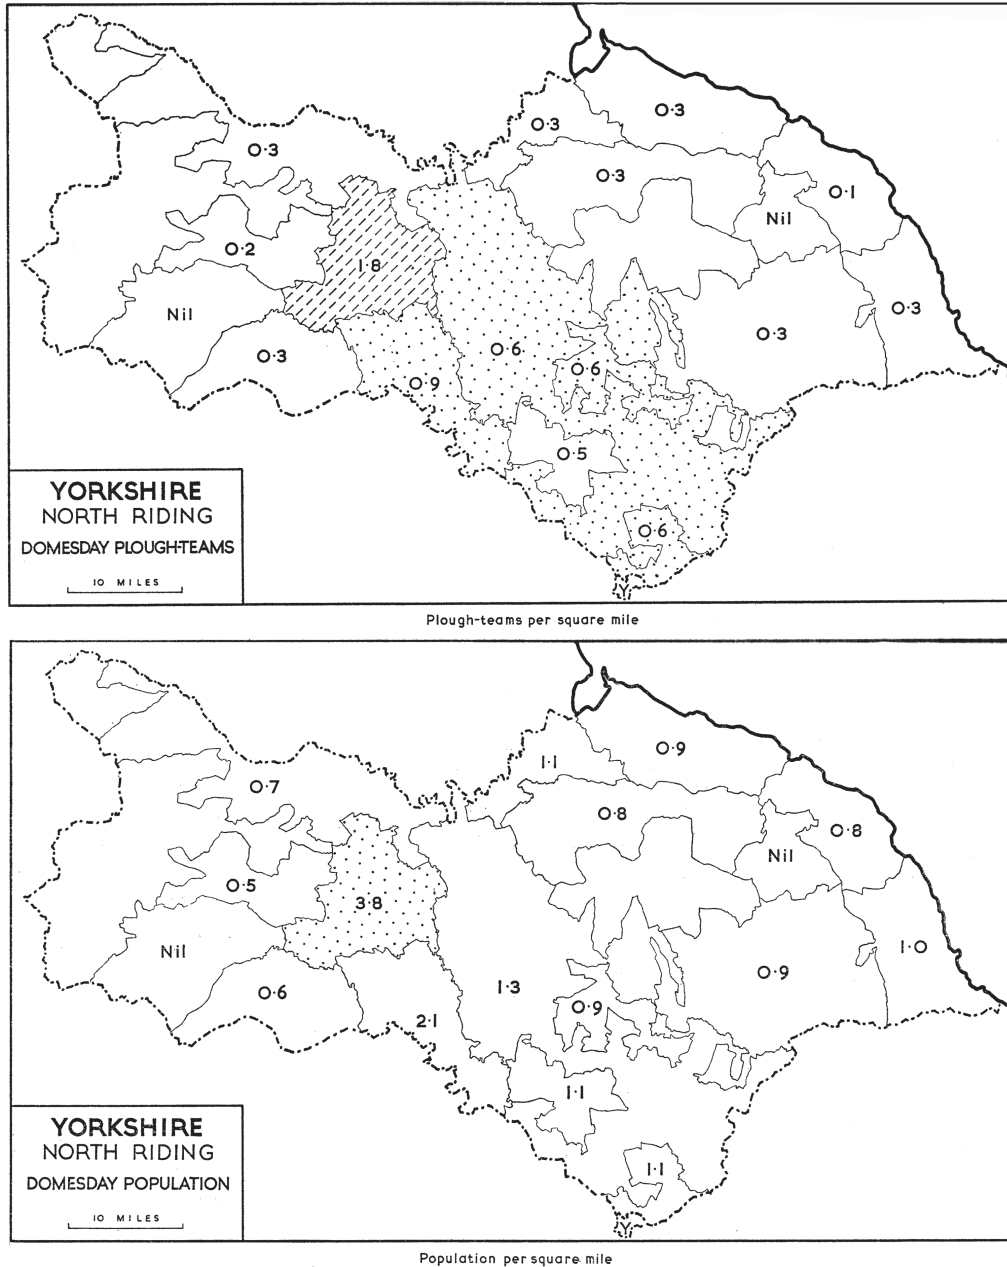 O·3
O·3
O·3
O·3
O·1
Nil
O·2
1·8
Nil
O·3
O·3
O·3
O·6
O·6
O·9
O·5
O·6
Y
YORKSHIRE
NORTH RIDING
DOMESDAY PLOUGH-TEAMS
10 MILES
Plough-teams per square mile
O·9
1·1
O·7
O·8
O·8
Nil
O·5
3·8
Nil
1·O
O·9
O·6
1·3
O·9
2·1
1·1
1·1
Y
YORKSHIRE
NORTH RIDING
DOMESDAY POPULATION
10 MILES
Population per square mile